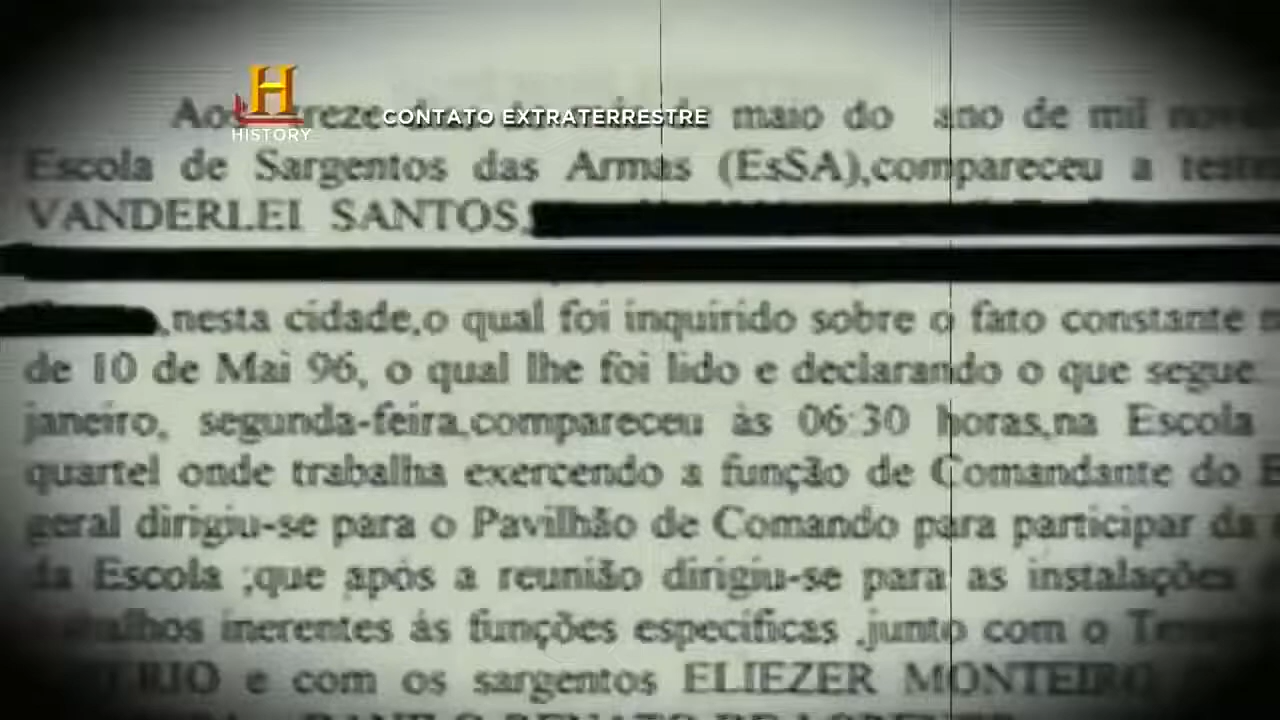 HISTORY
CONTATO EXTRATERRESTRE
maio do ano de mil
Escola de Sargentos das Armas (EsSA),compareceu a
VANDERLEI SANTOS,
,nesta cidade,o qual foi inquirido sobre o fato constante
de 10 de Mai 96, o qual lhe foi lido e declarando o que segue
janeiro, segunda-feira,compareceu às 06:30 horas,na Escola
quartel onde trabalha exercendo a função de Comandante do
geral dirigiu-se para o Pavilhão de Comando para participar da
da Escola ;que após a reunião dirigiu-se para as instalações
inerentes ás funções específicas ,junto com o
e com os sargentos ELIEZER MONTEIRO